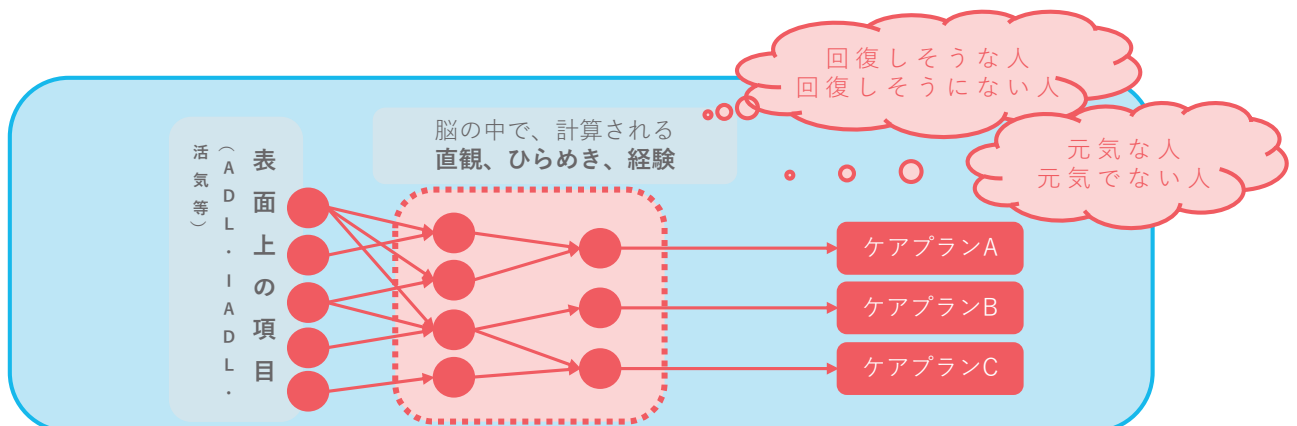 回復しそうな人
回復しそうにない人
元気な人
元気でない人
脳の中で、計算される
直観、ひらめき、経験
表面上の項目
（ADL・IADL・
活気等）
ケアプランA
ケアプランB
ケアプランC